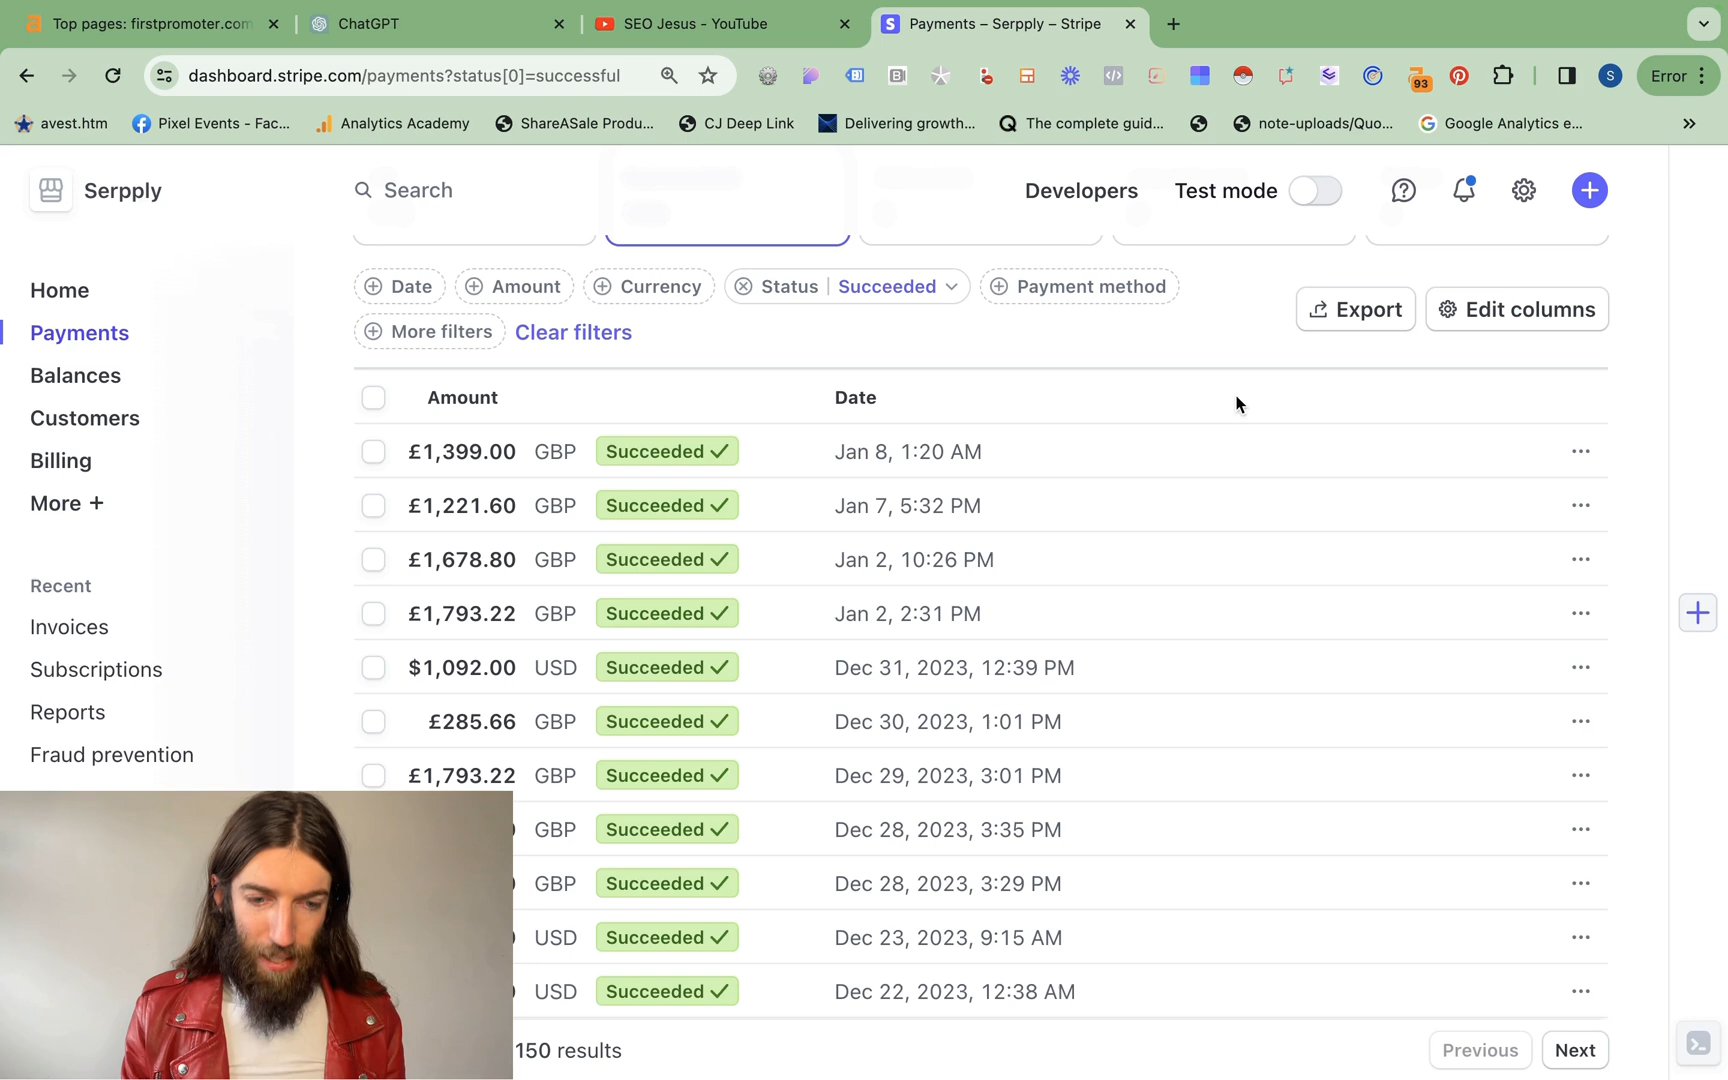 Top pages: firstpromoter.com
ChatGPT
SEO Jesus - YouTube
Payments – Serpply – Stripe
dashboard.stripe.com/payments?status[0]=successful
93
S
Error
avest.htm
Pixel Events - Fac...
Analytics Academy
ShareASale Produ...
CJ Deep Link
Delivering growth...
The complete guid...
note-uploads/Quo...
Google Analytics e...
Serpply
Search
Developers
Test mode
Home
Payments
Balances
Customers
Billing
More +
Recent
Invoices
Subscriptions
Reports
Fraud prevention
Date
Amount
Currency
Status | Succeeded
Payment method
More filters
Clear filters
Export
Edit columns
Amount Date
£1,399.00 GBP Succeeded Jan 8, 1:20 AM
£1,221.60 GBP Succeeded Jan 7, 5:32 PM
£1,678.80 GBP Succeeded Jan 2, 10:26 PM
£1,793.22 GBP Succeeded Jan 2, 2:31 PM
$1,092.00 USD Succeeded Dec 31, 2023, 12:39 PM
£285.66 GBP Succeeded Dec 30, 2023, 1:01 PM
£1,793.22 GBP Succeeded Dec 29, 2023, 3:01 PM
GBP Succeeded Dec 28, 2023, 3:35 PM
GBP Succeeded Dec 28, 2023, 3:29 PM
USD Succeeded Dec 23, 2023, 9:15 AM
USD Succeeded Dec 22, 2023, 12:38 AM
150 results
Previous
Next